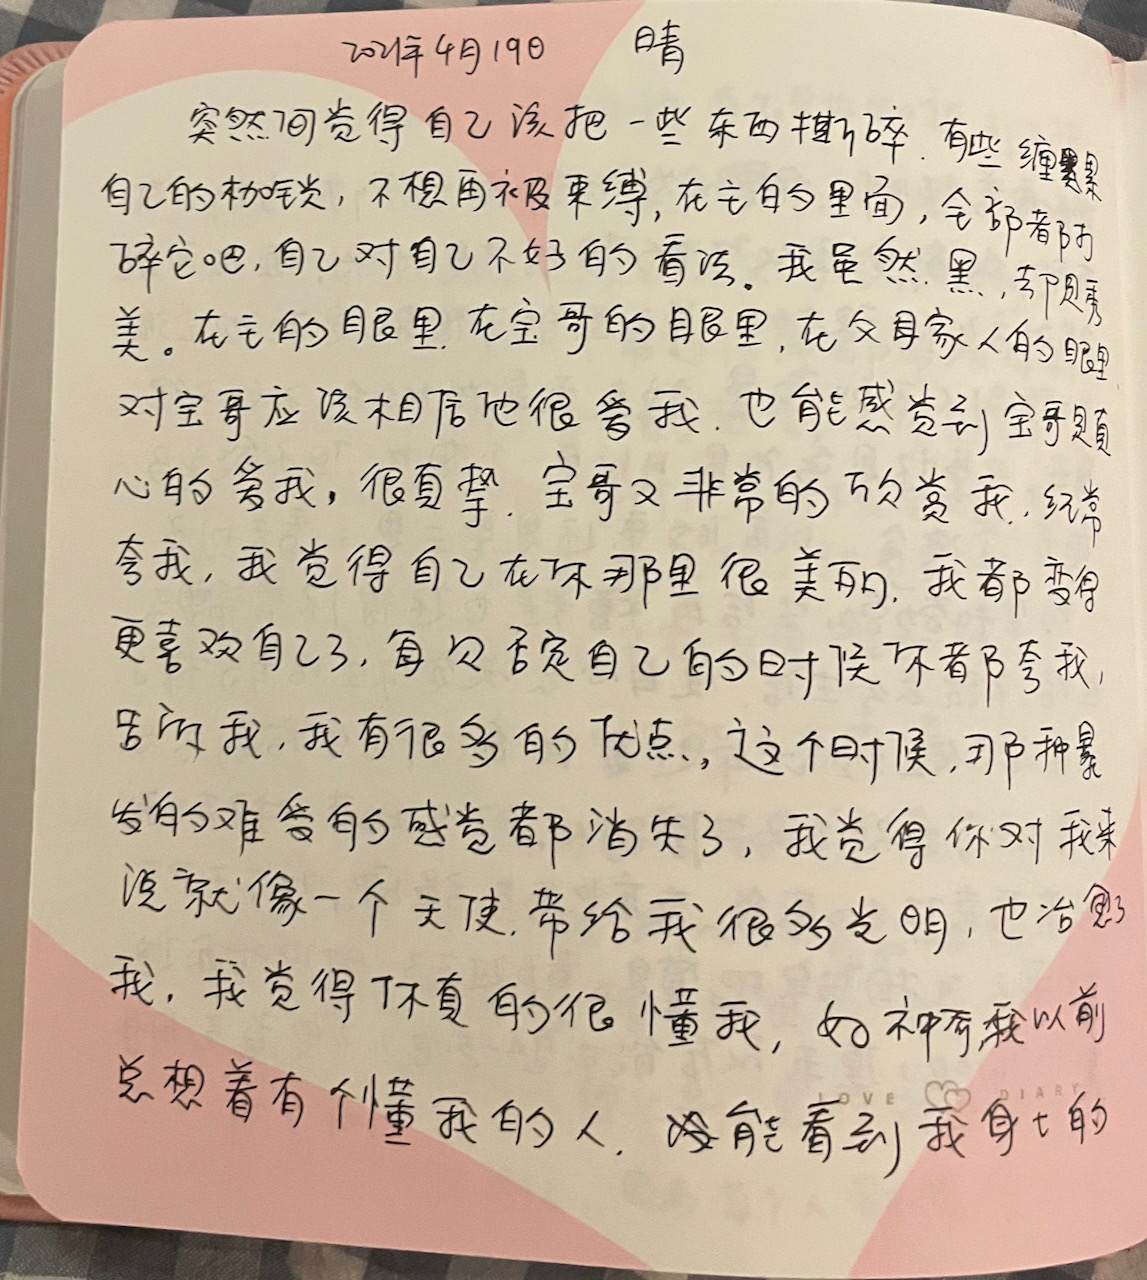 2021年4月19日 晴
突然间觉得自己该把一些东西撕碎.有些缠累
自己的枷锁,不想再被束缚,在主的里面,全部都打
碎它吧,自己对自己不好的看法。我虽然黑,却是秀
美。在主的眼里.在宝哥的眼里,在父母家人的眼里.
对宝哥应该相信他很爱我.也能感觉到宝哥
心的爱我,很真挚.宝哥又非常的欣赏我,经常
夸我,我觉得自己在你那里很美丽.我都变得
更喜欢自己了,每次否定自己的时候你都夸我,
告诉我,我有很多的优点,这个时候,那种暴
发的难受的感觉都消失了,我觉得你对我来
说就像一个天使.带给我很多光明,也治愈了
我,我觉得你真的很懂我,好神奇,我以前
总想着有个懂我的人.能看到我身上的
LOVE DIARY